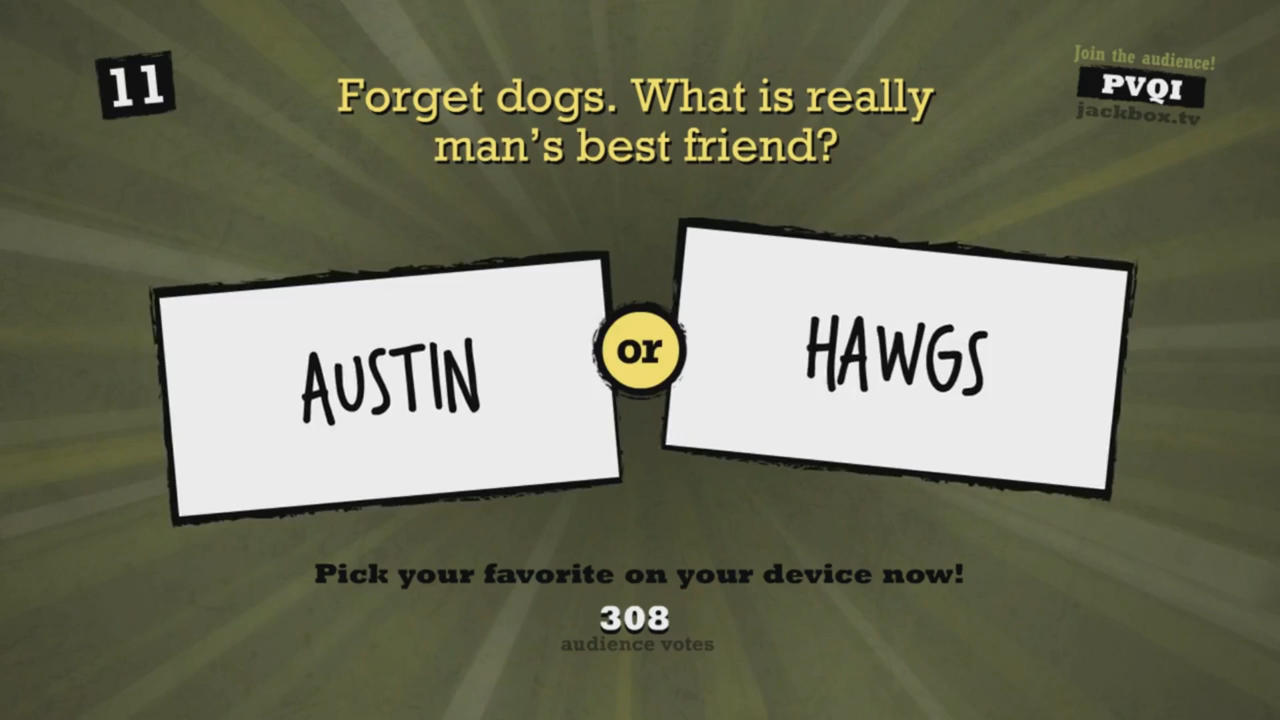 11
Join the audience!
PVQI
jackbox.tv
Forget dogs. What is really
man's best friend?
AUSTIN
or
HAWGS
Pick your favorite on your device now!
308
audience votes